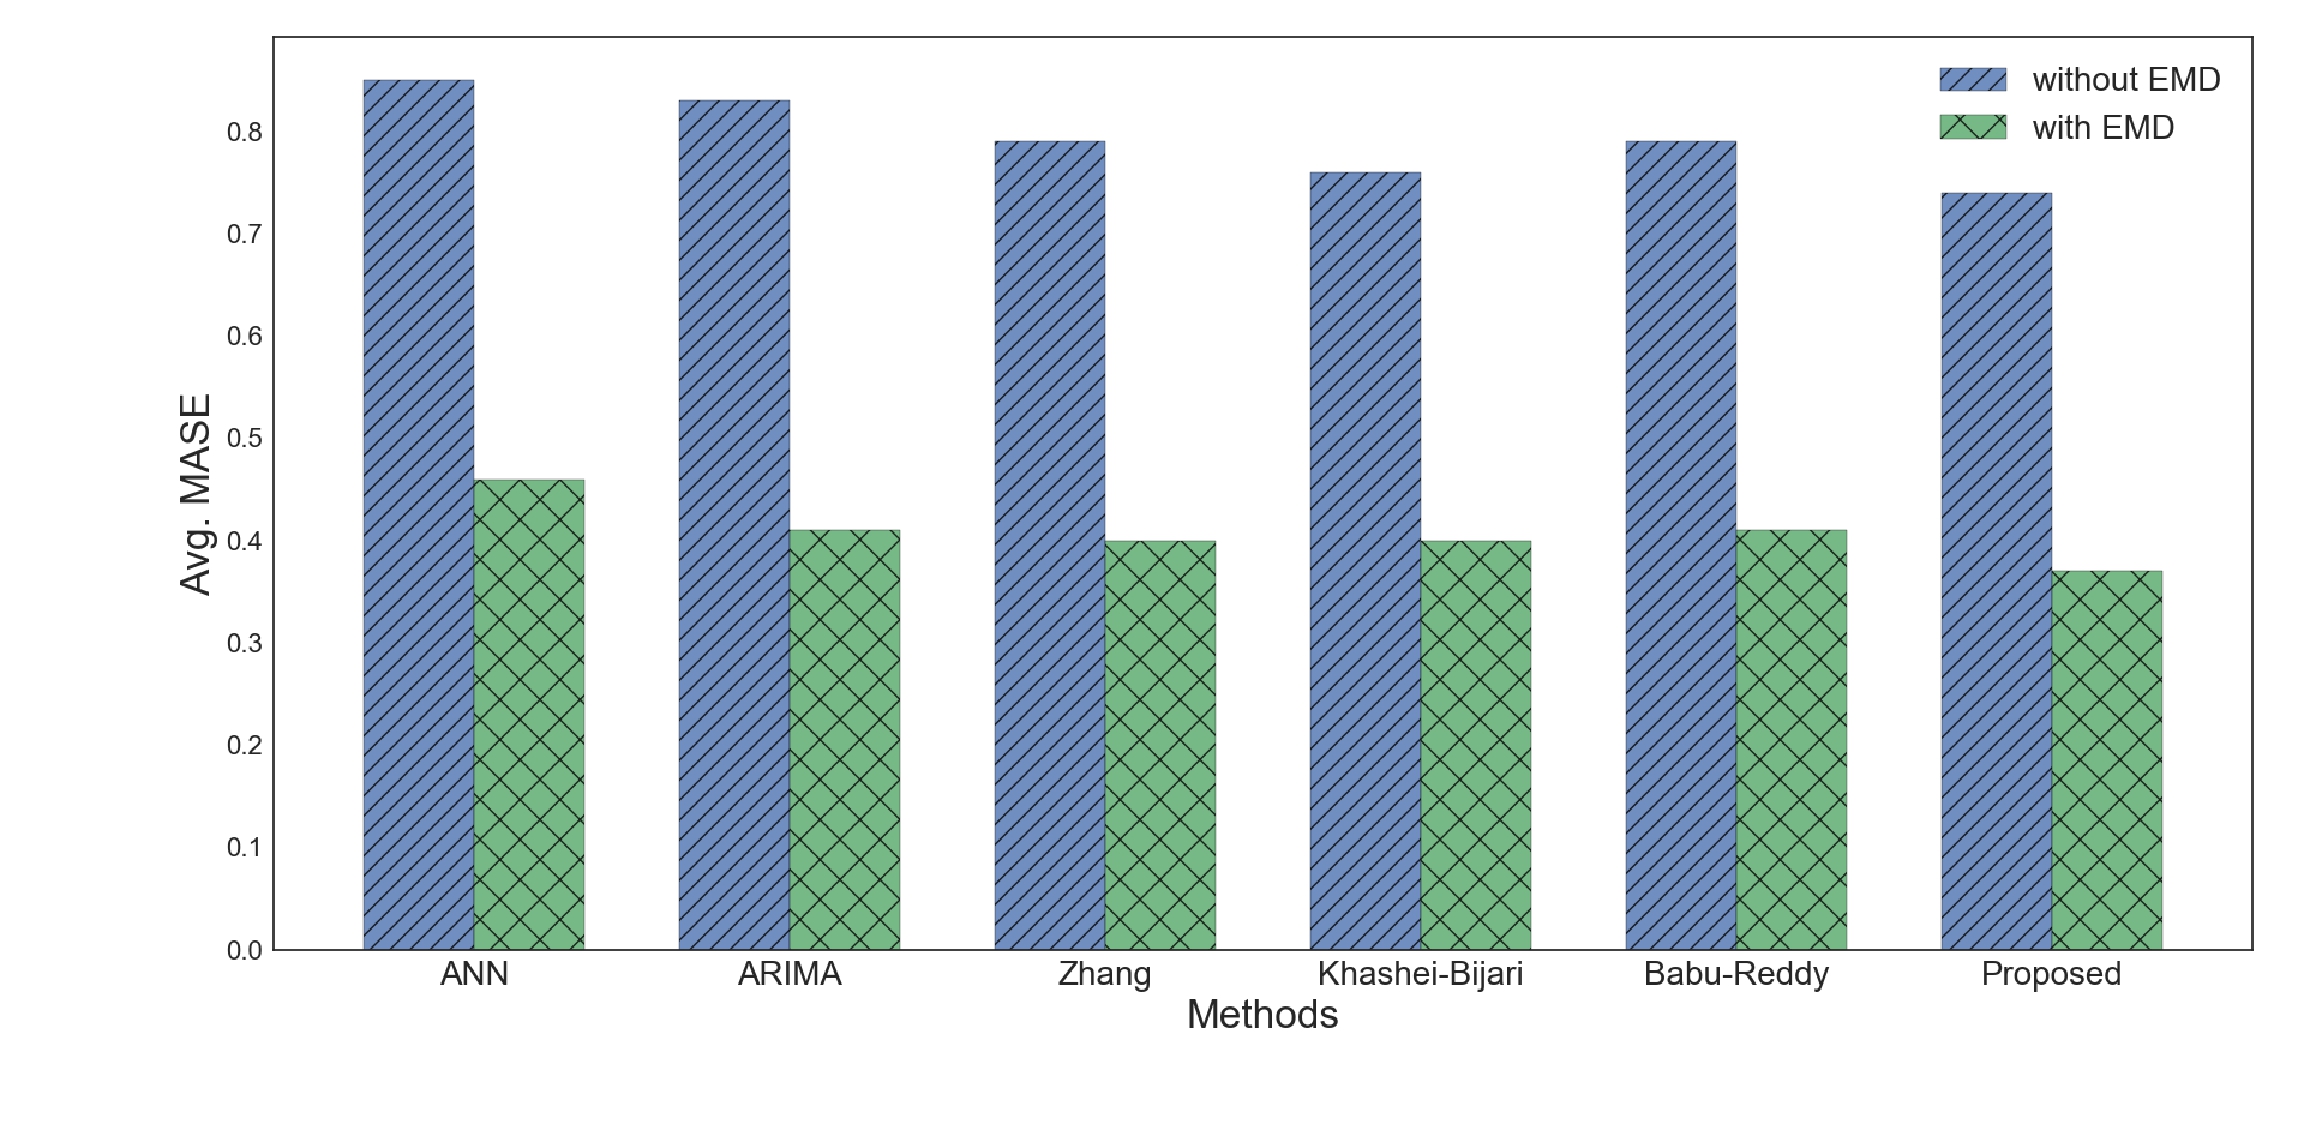 without EMD
with EMD
0.8
0.7
0.6
0.5
0.4
0.3
0.2
0.1
0.0
Avg. MASE
ANN ARIMA Zhang Khashei-Bijari Babu-Reddy Proposed
Methods